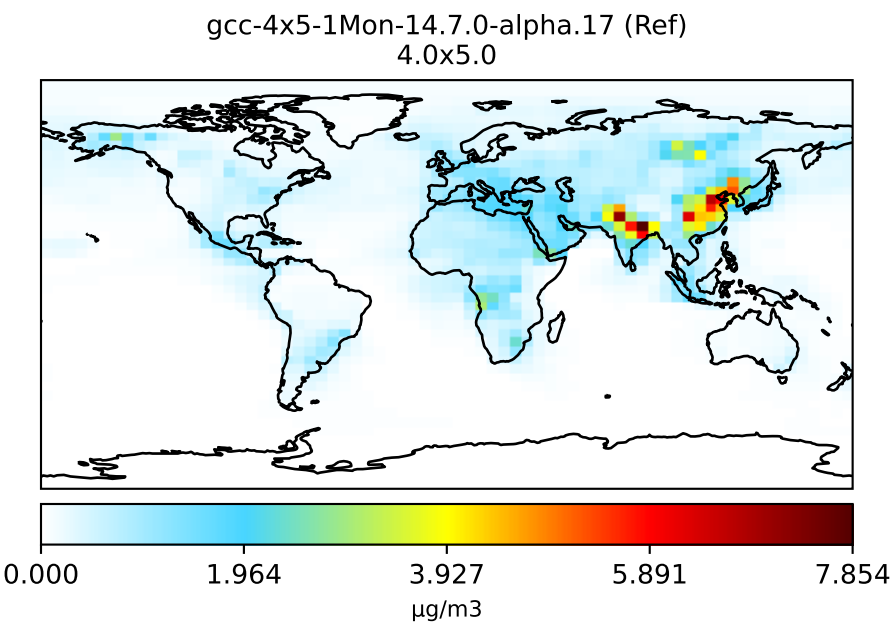 gcc-4x5-1Mon-14.7.0-alpha.17 (Ref)
4.0x5.0
0.000 1.964 3.927 5.891 7.854
μg/m3